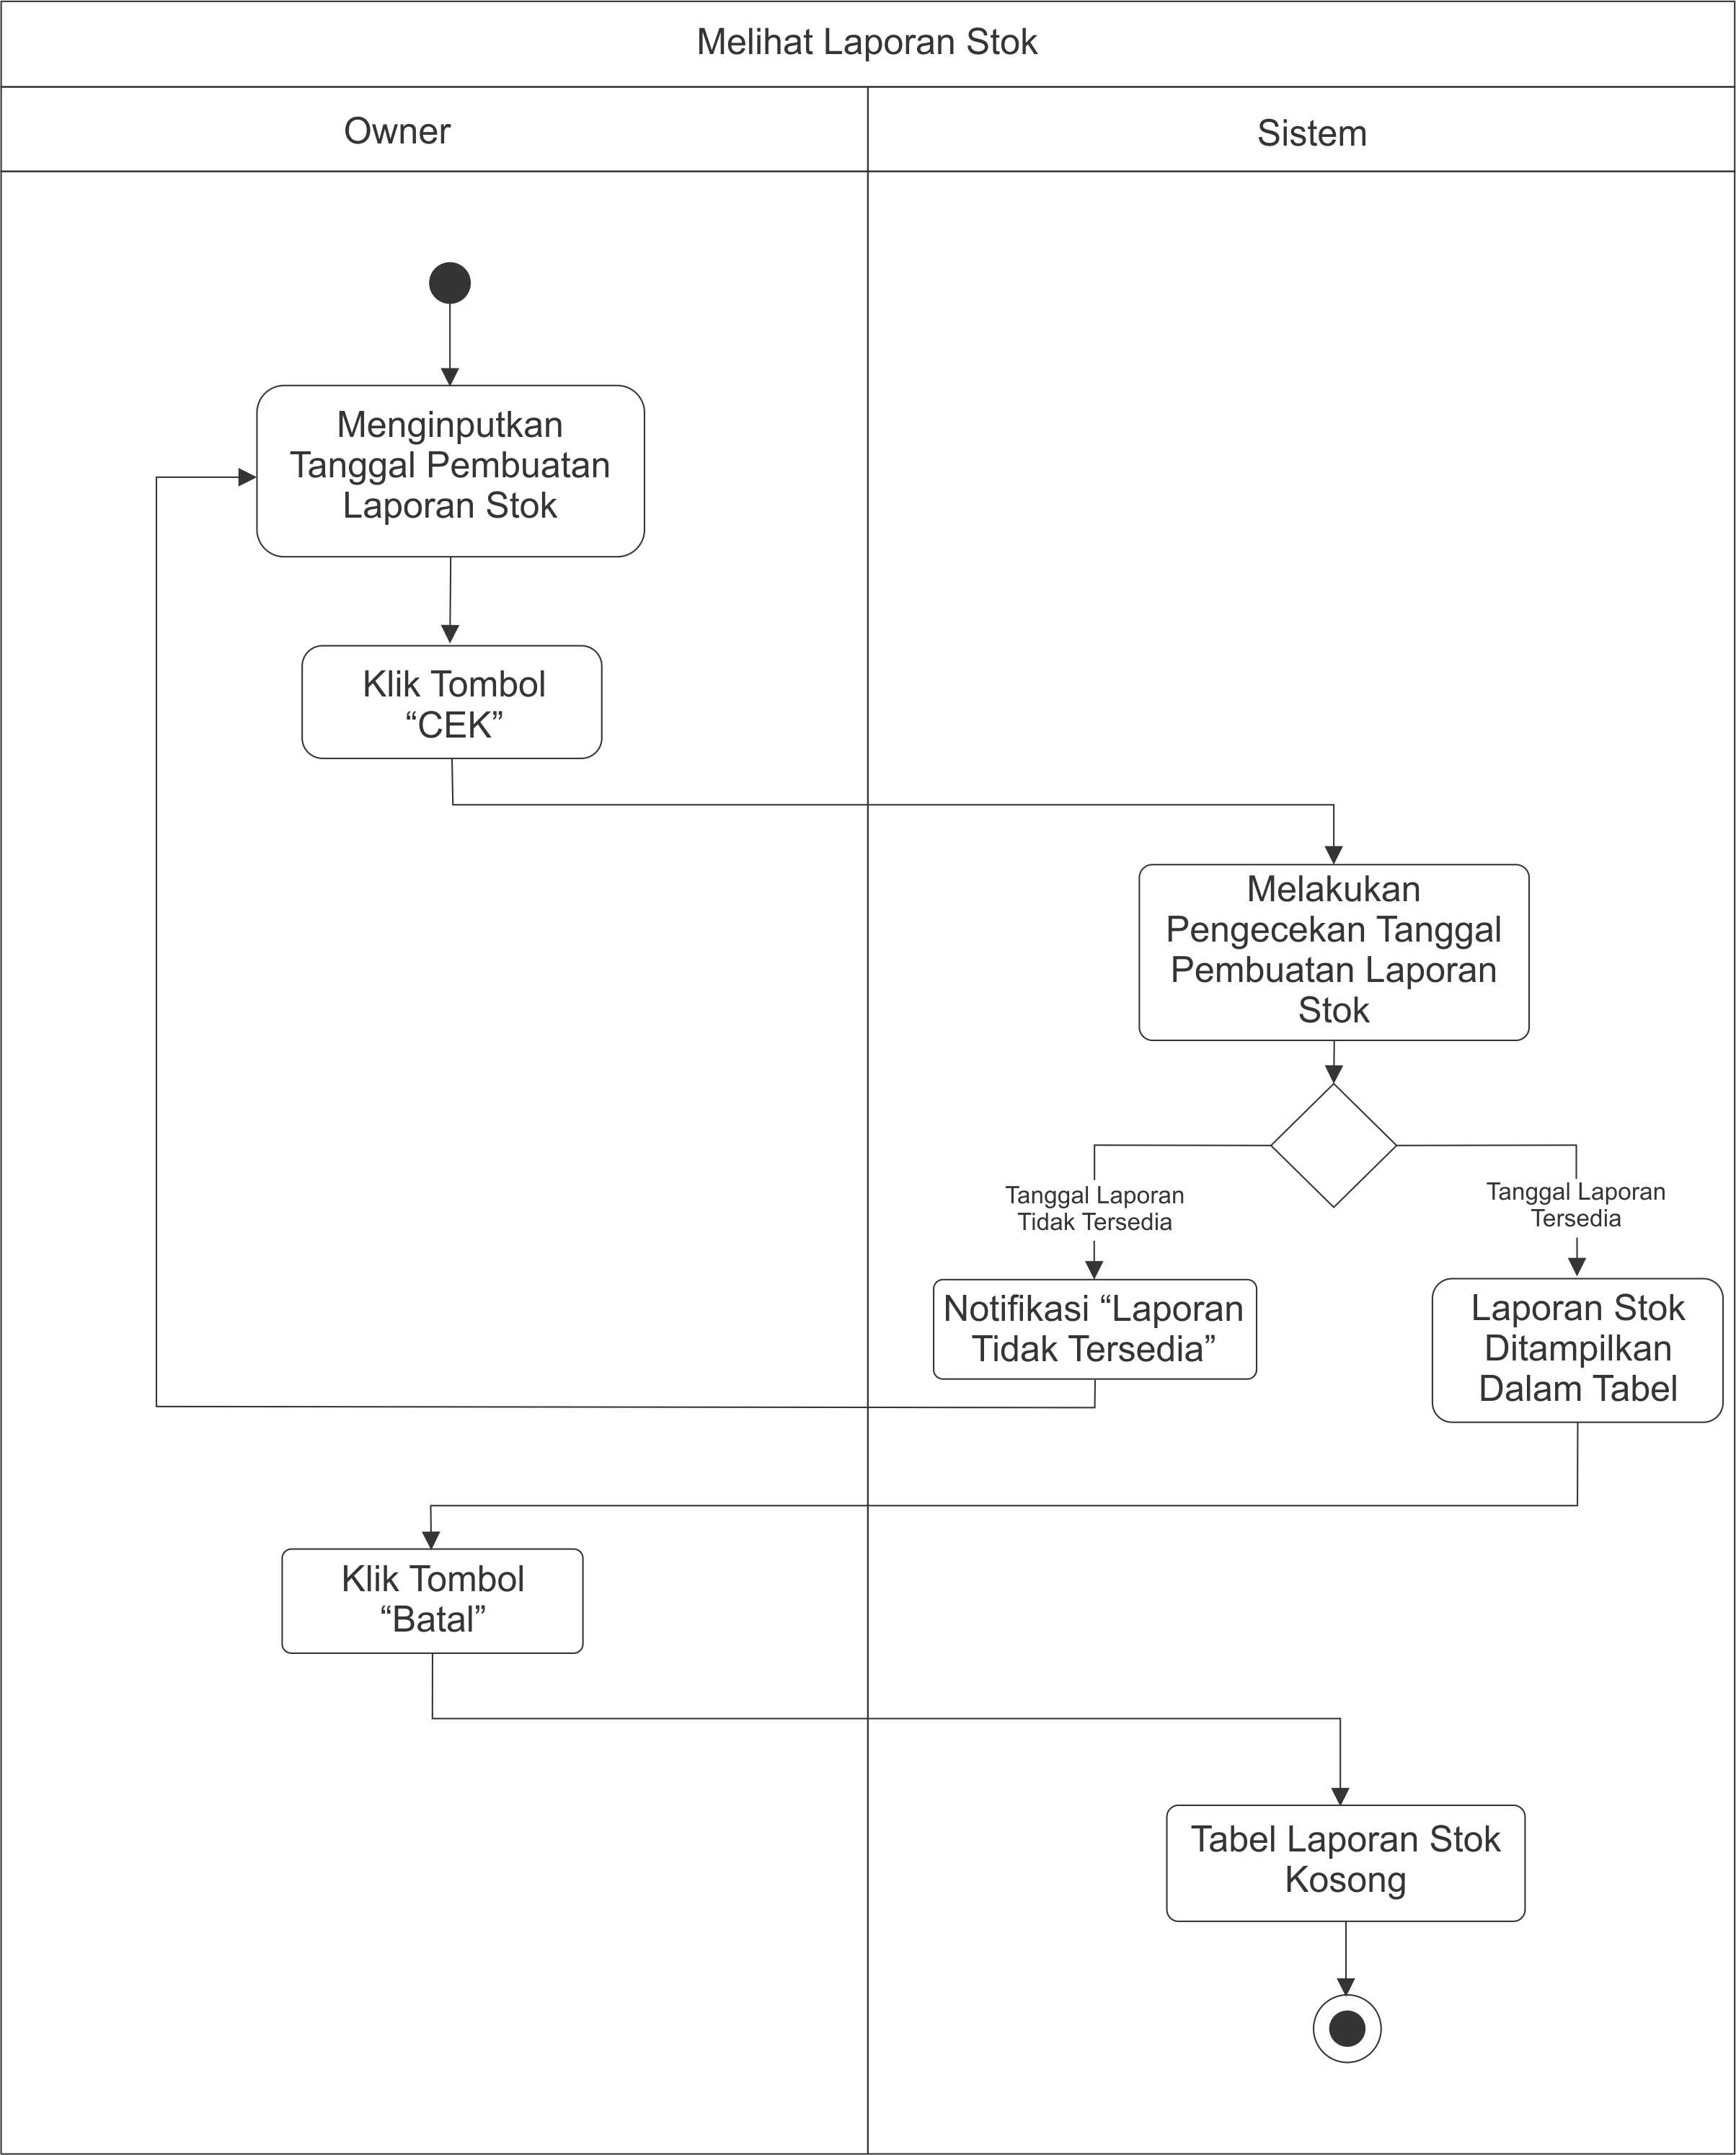 Melihat Laporan Stok
Owner
Sistem
Menginputkan
Tanggal Pembuatan
Laporan Stok
Klik Tombol
“CEK”
Melakukan
Pengecekan Tanggal
Pembuatan Laporan
Stok
Tanggal Laporan
Tidak Tersedia
Tanggal Laporan
Tersedia
Notifikasi “Laporan
Tidak Tersedia”
Laporan Stok
Ditampilkan
Dalam Tabel
Klik Tombol
“Batal”
Tabel Laporan Stok
Kosong